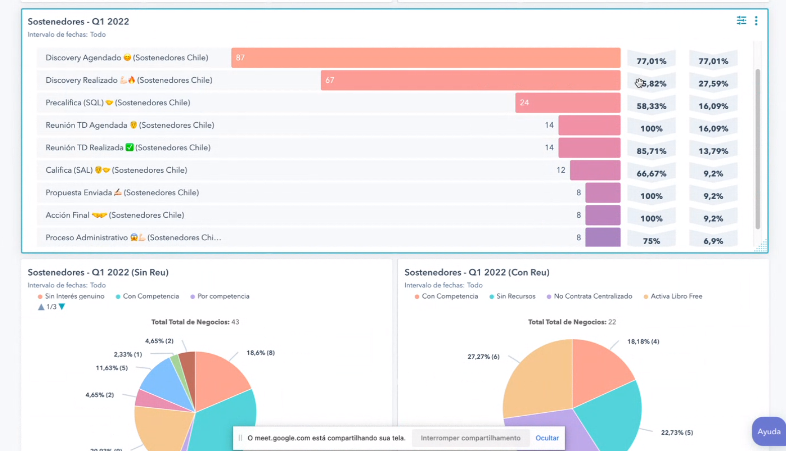 Sostenedores - Q1 2022
Intervalo de fechas: Todo
Discovery Agendado 😊 (Sostenedores Chile) 87 77,01% 77,01%
Discovery Realizado 💪🏻🔥 (Sostenedores Chile) 67 5,82% 27,59%
Precalifica (SQL) 🤝 (Sostenedores Chile) 24 58,33% 16,09%
Reunión TD Agendada (Sostenedores Chile) 14 100% 16,09%
Reunión TD Realizada ✅ (Sostenedores Chile) 14 85,71% 13,79%
Califica (SAL) 🤝 (Sostenedores Chile) 12 66,67% 9,2%
Propuesta Enviada ✍🏻 (Sostenedores Chile) 8 100% 9,2%
Acción Final 🤝 (Sostenedores Chile) 8 100% 9,2%
Proceso Administrativo 😱💪🏻 (Sostenedores Chi... 8 75% 6,9%
Sostenedores - Q1 2022 (Sin Reu)
Intervalo de fechas: Todo
Sin Interés genuino Con Competencia Por competencia
1/3
Total Total de Negocios: 43
4,65% (2)
2,33% (1)
18,6% (8)
11,63% (5)
4,65% (2)
Sostenedores - Q1 2022 (Con Reu)
Intervalo de fechas: Todo
Con Competencia Sin Recursos No Contrata Centralizado Activa Libro Free
Total Total de Negocios: 22
18,18% (4)
27,27% (6)
22,73% (5)
Ayuda
O meet.google.com está compartilhando sua tela. Interromper compartilhamento Ocultar